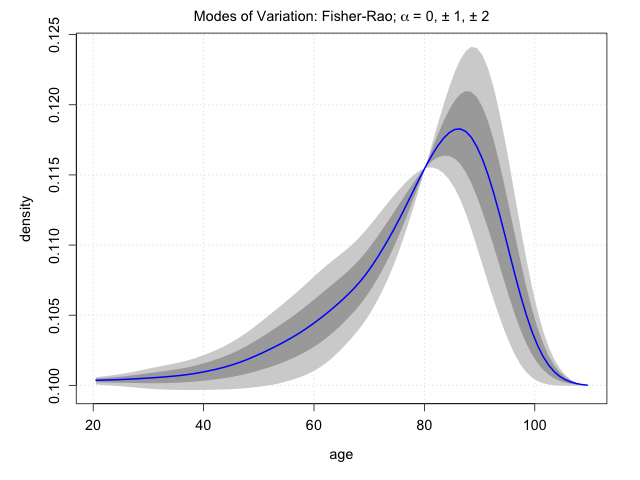 Modes of Variation: Fisher-Rao; α = 0, ± 1, ± 2
0.125
0.120
0.115
0.110
0.105
0.100
density
20 40 60 80 100
age